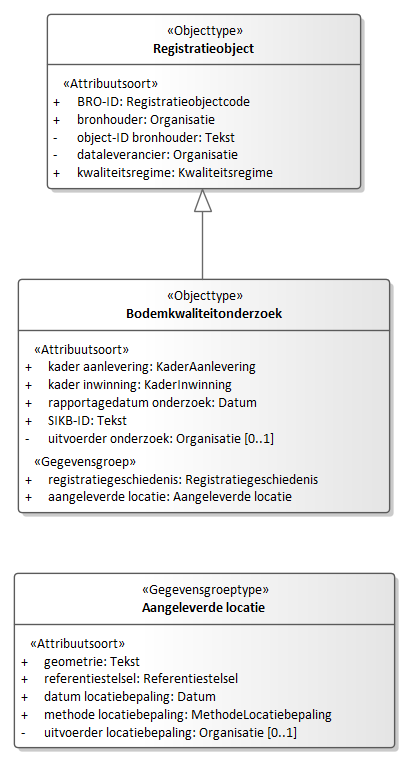 «Objecttype»
Registratieobject
«Attribuutsoort»
+ BRO-ID: Registratieobjectcode
+ bronhouder: Organisatie
- object-ID bronhouder: Tekst
- dataleverancier: Organisatie
+ kwaliteitsregime: Kwaliteitsregime
«Objecttype»
Bodemkwaliteitonderzoek
«Attribuutsoort»
+ kader aanlevering: KaderAanlevering
+ kader inwinning: KaderInwinning
+ rapportagedatum onderzoek: Datum
+ SIKB-ID: Tekst
- uitvoerder onderzoek: Organisatie [0..1]
«Gegevensgroep»
+ registratiegeschiedenis: Registratiegeschiedenis
+ aangeleverde locatie: Aangeleverde locatie
«Gegevensgroeptype»
Aangeleverde locatie
«Attribuutsoort»
+ geometrie: Tekst
+ referentiestelsel: Referentiestelsel
+ datum locatiebepaling: Datum
+ methode locatiebepaling: MethodeLocatiebepaling
- uitvoerder locatiebepaling: Organisatie [0..1]